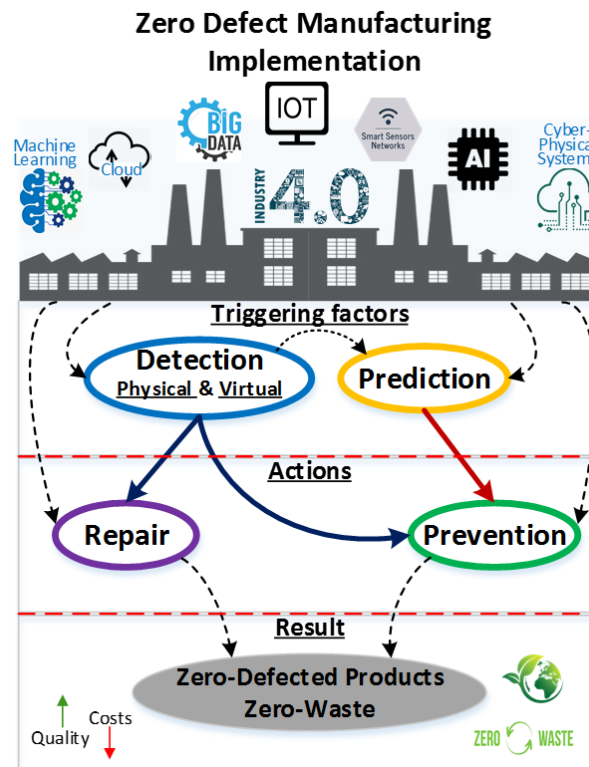 Zero Defect Manufacturing
Implementation
IOT
BIG
DATA
Smart Sensors
Networks
Machine
Learning
Cloud
AI
Cyber-
Physical
Systems
INDUSTRY
4.0
Triggering factors
Detection
Physical & Virtual
Prediction
Actions
Repair
Prevention
Result
Zero-Defected Products
Zero-Waste
Quality
Costs
ZERO WASTE